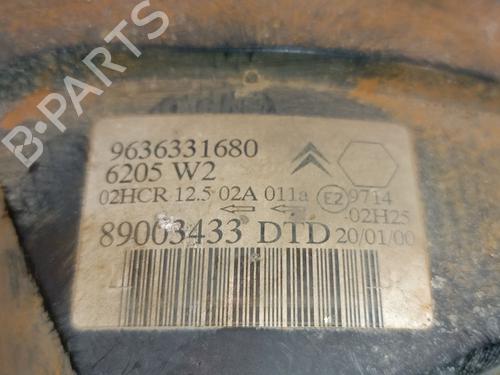 B-PARTS
9636331680
6205 W2
02HCR 12.5 02A 011a E2 9714
02H25
89003433 DTD 20/01/00